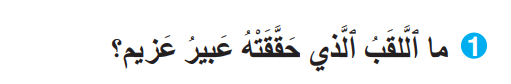 1 ما ٱللَّقَبُ ٱلَّذي حَقَّقَتْهُ عَبيرُ عَزيم؟